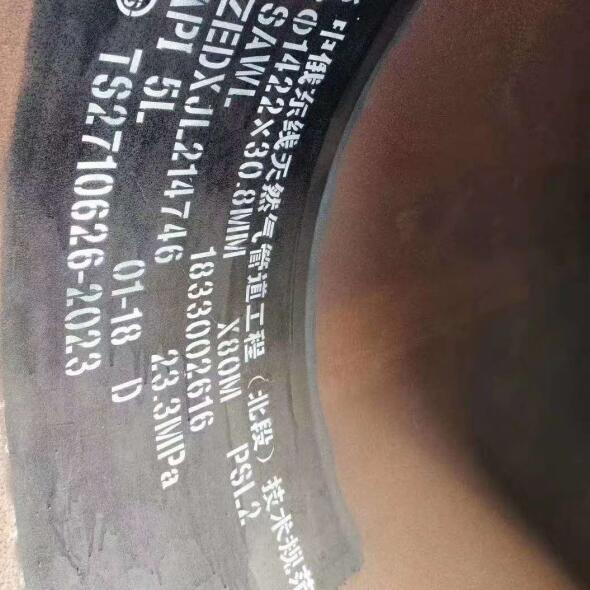 中俄东线天然气管道工程（北段）技术规范
Φ1422×30.8MM X80M PSL2
SAWL 1833002616
ZEDXJL214746 23.3MPa
API 5L 01-18 D
TS2710626-2023